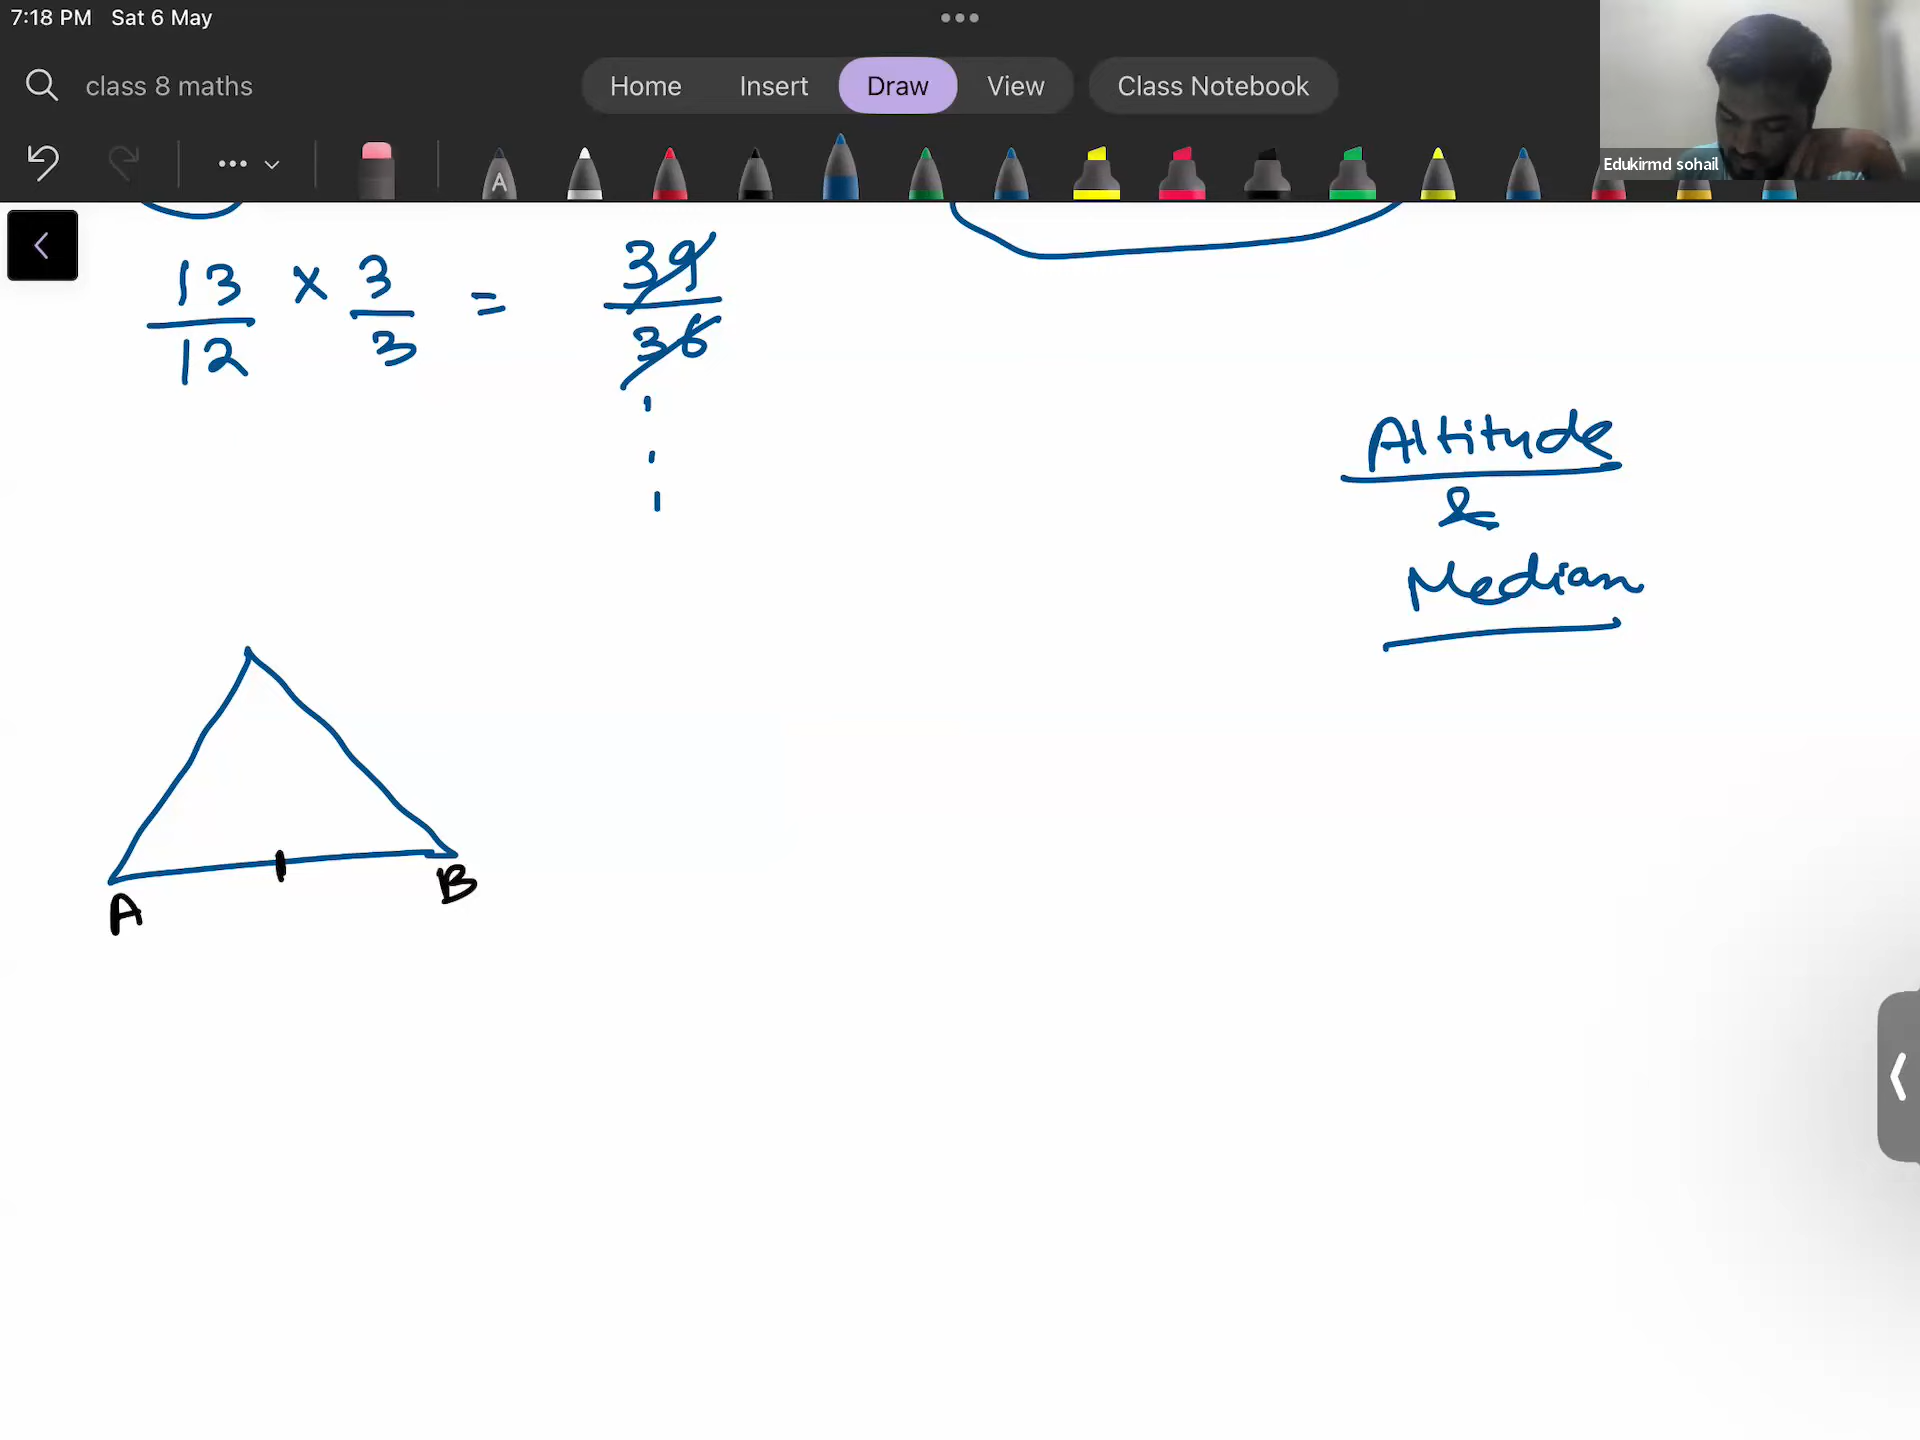 7:18 PM Sat 6 May
class 8 maths
Home Insert Draw View Class Notebook
A
Edukirmd sohail
13/12 × 3/3 = 39/36
Altitude
&
Median
A B